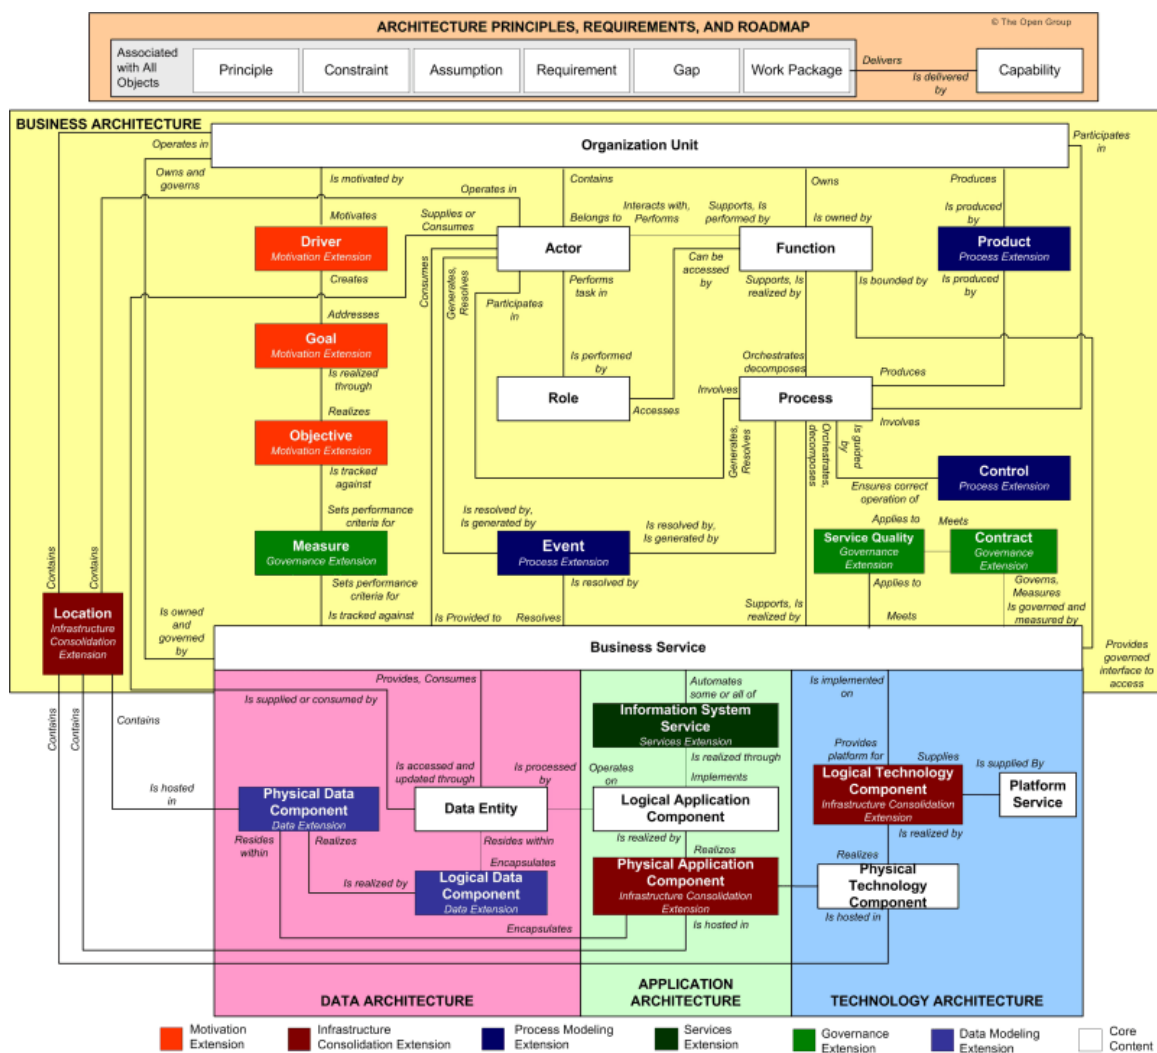 ARCHITECTURE PRINCIPLES, REQUIREMENTS, AND ROADMAP
© The Open Group
Associated
with All
Objects
Principle
Constraint
Assumption
Requirement
Gap
Work Package
Delivers
Is delivered
by
Capability
BUSINESS ARCHITECTURE
Organization Unit
Operates in
Participates
in
Owns and
governs
Is motivated by
Operates in
Contains
Owns
Produces
Motivates
Supplies or
Consumes
Belongs to
Interacts with,
Performs
Supports, Is
performed by
Is owned by
Is produced
by
Driver
Motivation Extension
Actor
Function
Product
Process Extension
Creates
Consumes
Generates,
Resolves
Performs
task in
Can be
accessed
by
Supports, Is
realized by
Is bounded by
Is produced
by
Addresses
Participates
in
Goal
Motivation Extension
Is realized
through
Is performed
by
Orchestrates
decomposes
Produces
Realizes
Role
Accesses
Involves
Process
Involves
Objective
Motivation Extension
Generates,
Resolves
Orchestrates,
decomposes
Is guided
by
Is tracked
against
Ensures correct
operation of
Control
Process Extension
Sets performance
criteria for
Is resolved by,
Is generated by
Is resolved by,
Is generated by
Applies to
Meets
Measure
Governance Extension
Event
Process Extension
Service Quality
Governance
Extension
Contract
Governance
Extension
Contains
Contains
Sets performance
criteria for
Is resolved by
Applies to
Governs,
Measures
Location
Infrastructure
Consolidation
Extension
Is owned
and
governed
by
Is tracked against
Is Provided to
Resolves
Supports, Is
realized by
Meets
Is governed and
measured by
Business Service
Provides
governed
interface to
access
Contains
Contains
Contains
Is supplied or consumed by
Provides, Consumes
Automates
some or all of
Is implemented
on
Information System
Service
Services Extension
Is accessed and
updated through
Is processed
by
Operates
on
Is realized through
Implements
Provides
platform for
Supplies
Is supplied By
Is hosted
in
Physical Data
Component
Data Extension
Data Entity
Logical Application
Component
Logical Technology
Component
Infrastructure Consolidation
Extension
Platform
Service
Resides
within
Realizes
Resides within
Is realized by
Is realized by
Encapsulates
Realizes
Realizes
Is realized by
Logical Data
Component
Data Extension
Physical Application
Component
Infrastructure Consolidation
Extension
Physical
Technology
Component
Encapsulates
Is hosted in
Is hosted in
DATA ARCHITECTURE
APPLICATION
ARCHITECTURE
TECHNOLOGY ARCHITECTURE
Motivation
Extension
Infrastructure
Consolidation Extension
Process Modeling
Extension
Services
Extension
Governance
Extension
Data Modeling
Extension
Core
Content